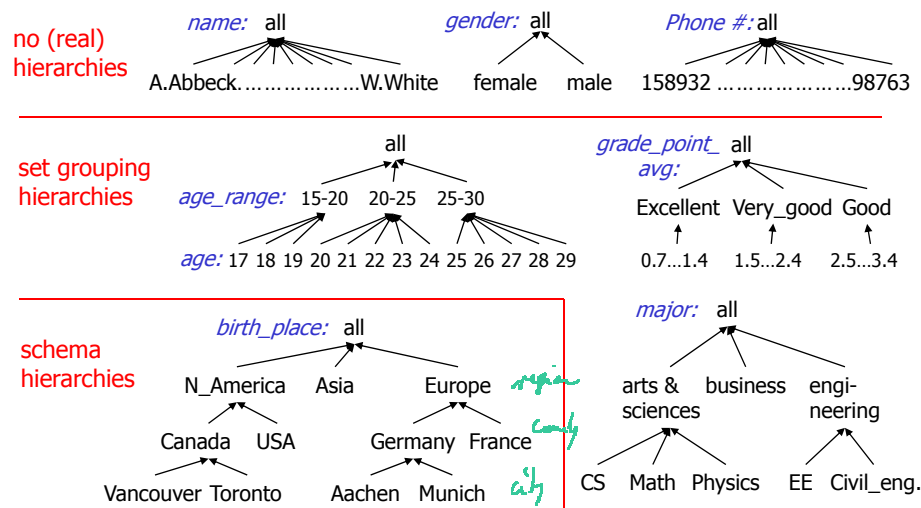 no (real) hierarchies
name: all
A.Abbeck………………W.White
gender: all
female male
Phone #: all
158932 ………………….98763
set grouping hierarchies
all
age_range: 15-20 20-25 25-30
age: 17 18 19 20 21 22 23 24 25 26 27 28 29
grade_point_avg: all
Excellent Very_good Good
0.7…1.4 1.5…2.4 2.5…3.4
schema hierarchies
birth_place: all
N_America Asia Europe region
Canada USA Germany France
Vancouver Toronto Aachen Munich city
major: all
arts & sciences business engi-neering
CS Math Physics EE Civil_eng.